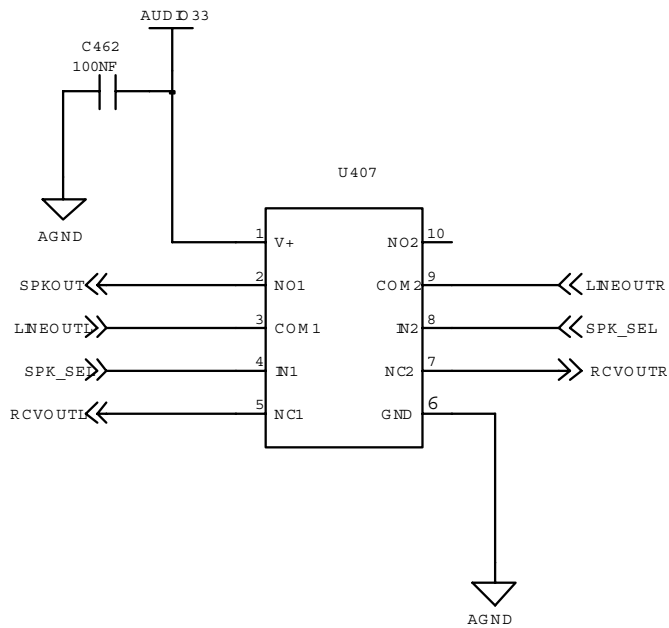 AUDIO33
C462
100NF
AGND
U407
1 V+ NO2 10
SPKOUT 2 NO1 COM2 9 LINEOUTR
LINEOUTL 3 COM1 IN2 8 SPK_SEL
SPK_SEL 4 IN1 NC2 7 RCVOUTR
RCVOUTL 5 NC1 GND 6
AGND